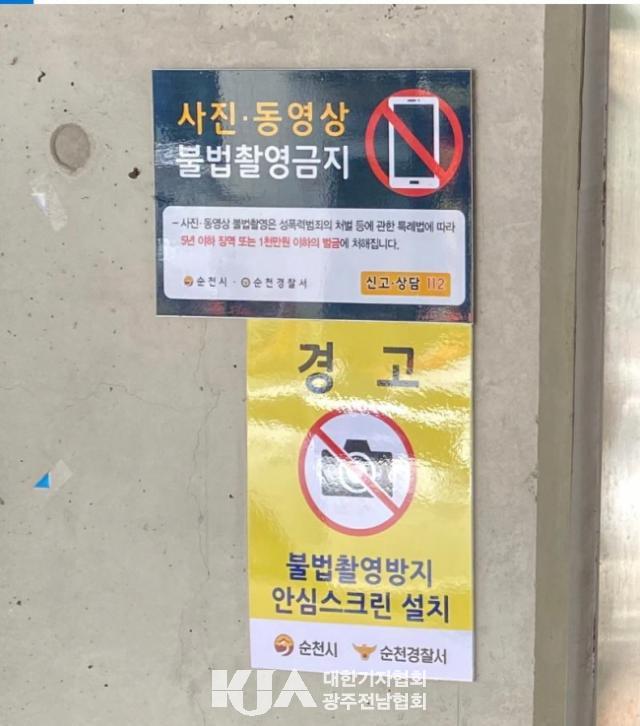 사진·동영상
불법촬영금지
- 사진·동영상 불법촬영은 성폭력범죄의 처벌 등에 관한 특례법에 따라
5년 이하 징역 또는 1천만원 이하의 벌금에 처해집니다.
순천시 · 순천경찰서
신고·상담 112
경 고
불법촬영방지
안심스크린 설치
순천시 순천경찰서
KJA 대한기자협회
광주전남협회